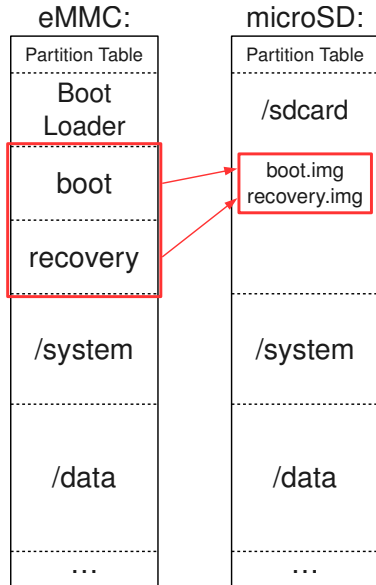 eMMC:
Partition Table
Boot
Loader
boot
recovery
/system
/data
...
microSD:
Partition Table
/sdcard
boot.img
recovery.img
/system
/data
...